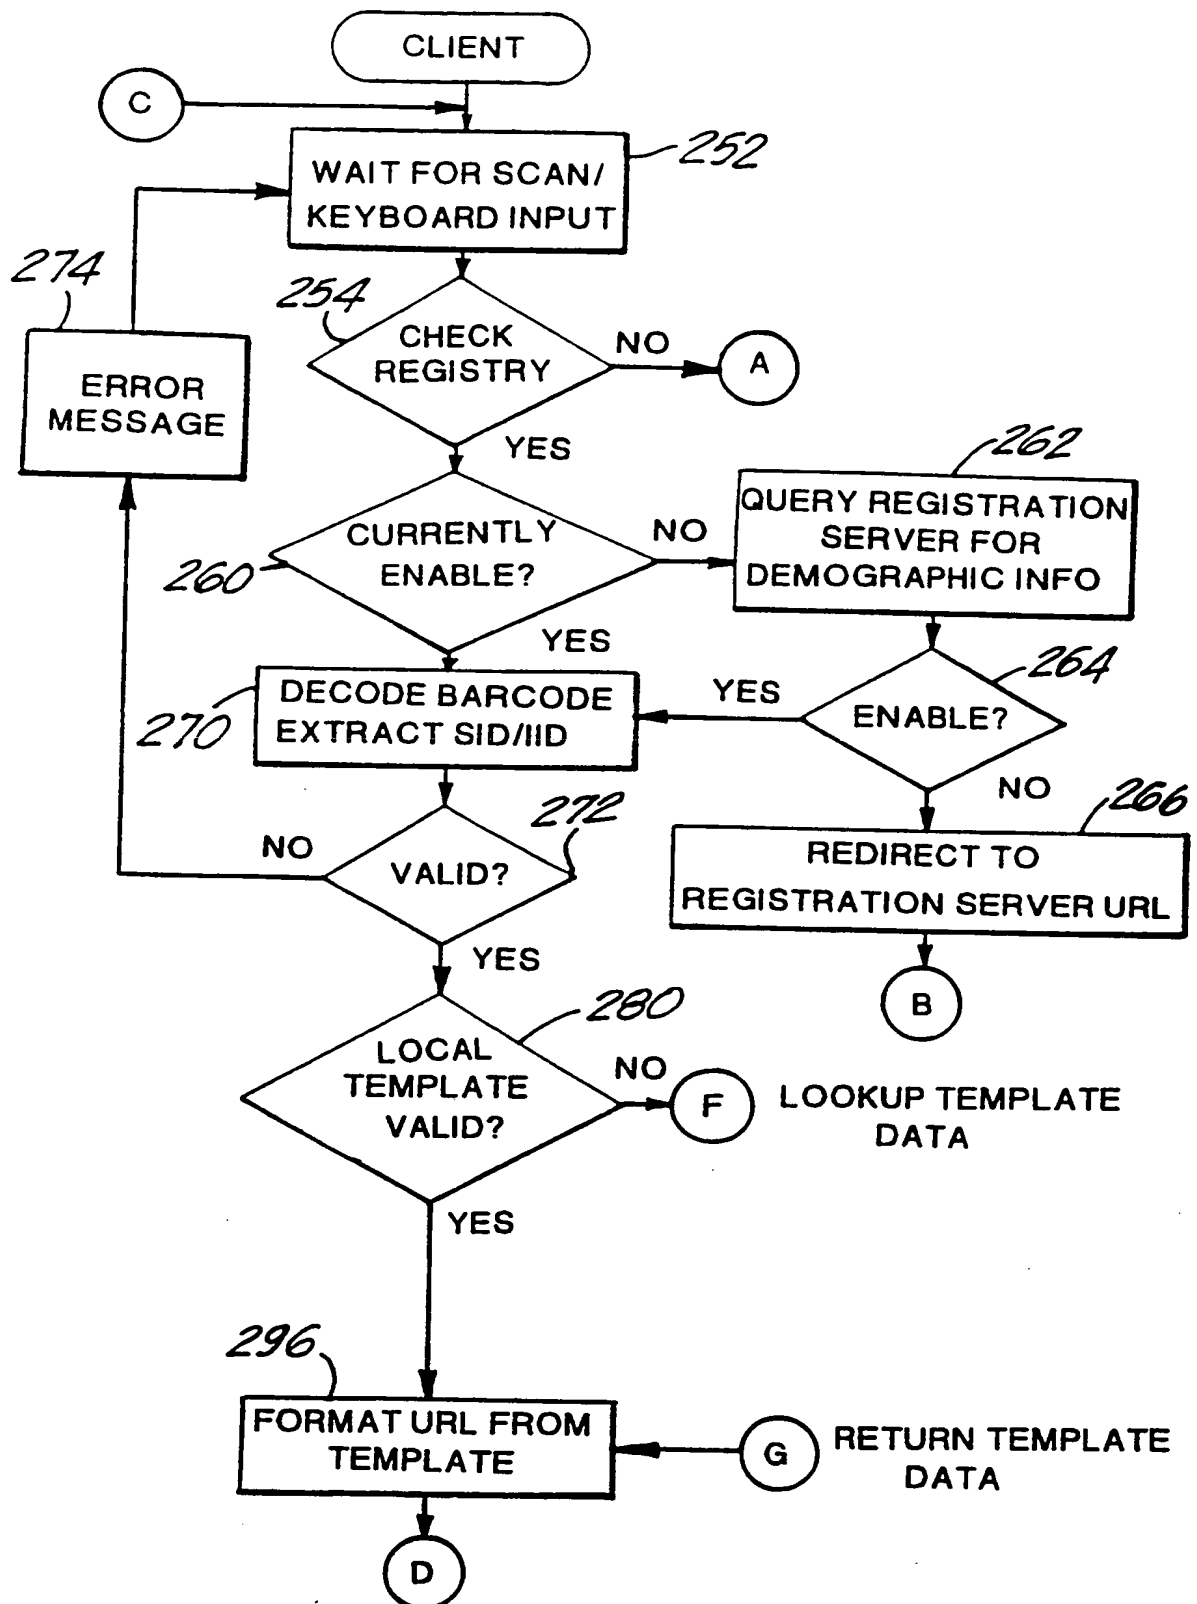 CLIENT
C
252
WAIT FOR SCAN/
KEYBOARD INPUT
274
254
CHECK
REGISTRY
NO
A
ERROR
MESSAGE
YES
262
QUERY REGISTRATION
SERVER FOR
DEMOGRAPHIC INFO
CURRENTLY
ENABLE?
NO
260
YES
264
DECODE BARCODE
EXTRACT SID/IID
270
YES
ENABLE?
NO
266
272
NO
VALID?
REDIRECT TO
REGISTRATION SERVER URL
YES
B
280
LOCAL
TEMPLATE
VALID?
NO
F
LOOKUP TEMPLATE
DATA
YES
296
FORMAT URL FROM
TEMPLATE
G
RETURN TEMPLATE
DATA
D